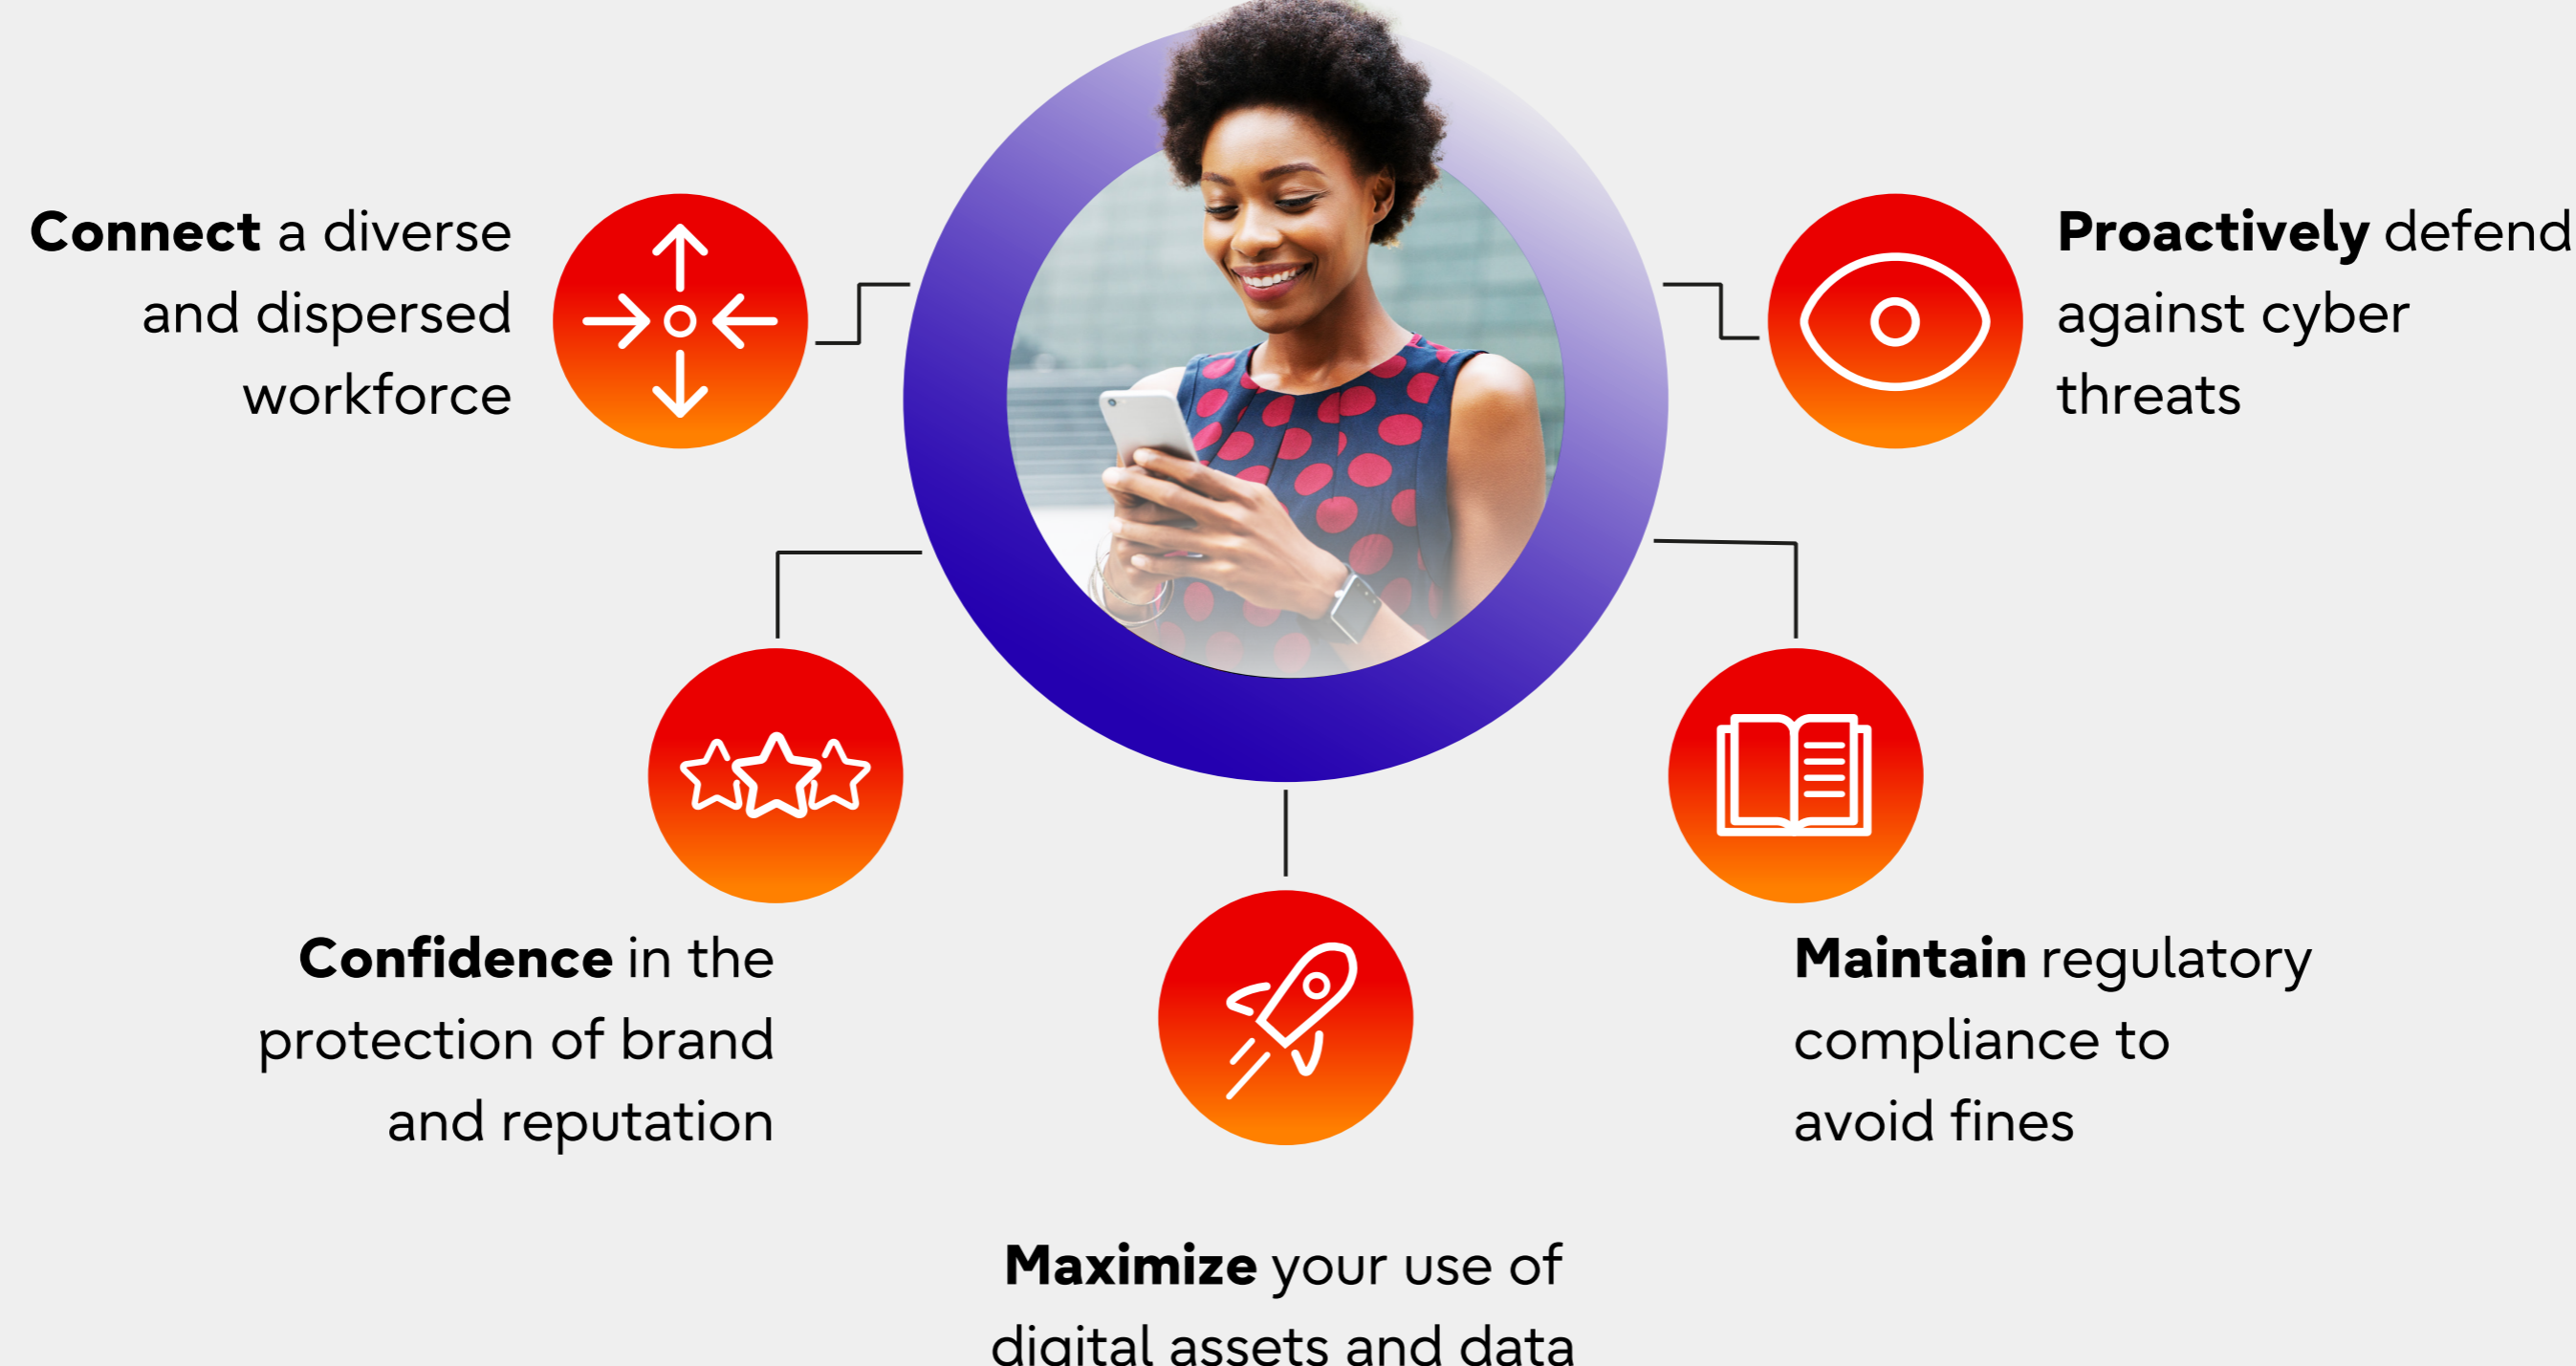 Connect a diverse
and dispersed
workforce
Proactively defend
against cyber
threats
Confidence in the
protection of brand
and reputation
Maintain regulatory
compliance to
avoid fines
Maximize your use of
digital assets and data